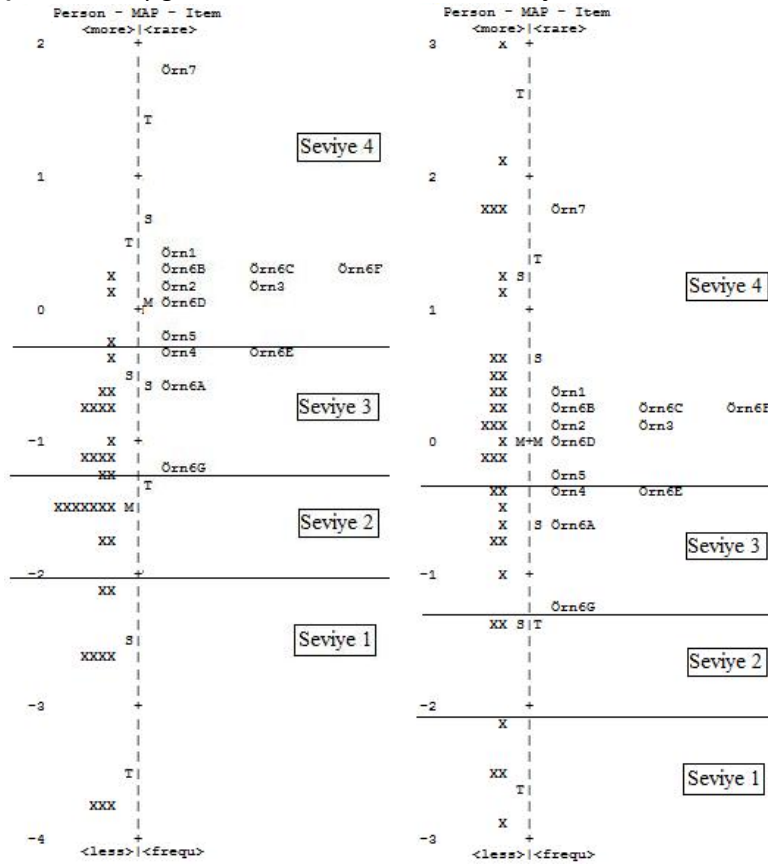 Person - MAP - Item
<more>|<rare>
2 +
| Örn7
|T
Seviye 4
1 +
|S
T|
| Örn1
X | Örn6B Örn6C Örn6F
X | Örn2 Örn3
0 +M Örn6D
X | Örn5
X | Örn4 Örn6E
S|
XX |S Örn6A
XXXX | Seviye 3
-1 X +
XXXX |
XX | Örn6G
|T
XXXXXXX M|
Seviye 2
XX |
-2 +
XX |
S| Seviye 1
XXXX |
-3 +
T|
XXX |
-4 +
<less>|<frequ>
Person - MAP - Item
<more>|<rare>
3 X +
T|
X |
2 +
XXX | Örn7
|T
X S| Seviye 4
X |
1 +
XX |S
XX |
XX | Örn1
XX | Örn6B Örn6C Örn6F
XXX | Örn2 Örn3
0 X M+M Örn6D
XXX |
| Örn5
XX | Örn4 Örn6E
X |
X |S Örn6A
XX | Seviye 3
-1 X +
| Örn6G
XX S|T
Seviye 2
-2 +
X |
XX | Seviye 1
T|
X |
-3 +
<less>|<frequ>